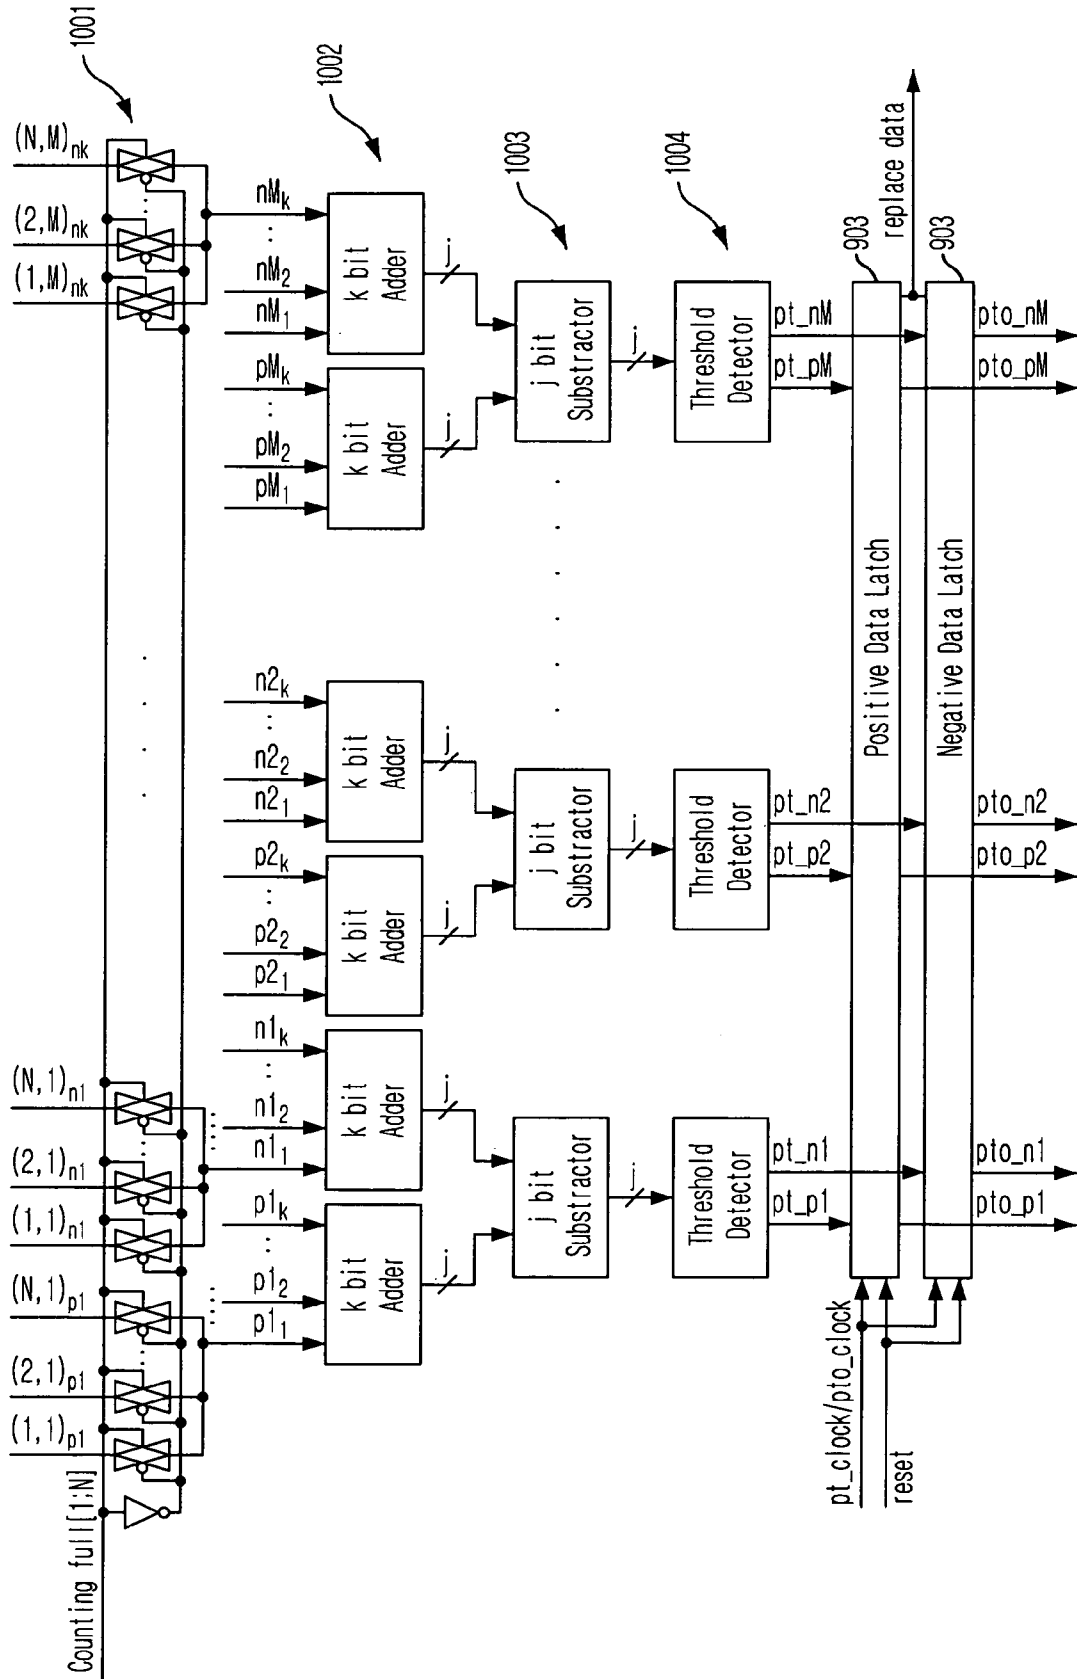 Counting full[1:N]
(1,1)p1
(2,1)p1
(N,1)p1
(1,1)n1
(2,1)n1
(N,1)n1
(1,M)nk
(2,M)nk
(N,M)nk
1001
p1₁
p1₂
p1k
n1₁
n1₂
n1k
p2₁
p2₂
p2k
n2₁
n2₂
n2k
pM₁
pM₂
pMk
nM₁
nM₂
nMk
1002
k bit
Adder
k bit
Adder
k bit
Adder
k bit
Adder
k bit
Adder
k bit
Adder
j
j
j
j
j
j
j bit
Substractor
j bit
Substractor
j bit
Substractor
1003
j
j
j
Threshold
Detector
Threshold
Detector
Threshold
Detector
1004
pt_p1
pt_n1
pt_p2
pt_n2
pt_pM
pt_nM
pt_clock/pto_clock
reset
Positive Data Latch
903
replace data
Negative Data Latch
903
pto_p1
pto_n1
pto_p2
pto_n2
pto_pM
pto_nM